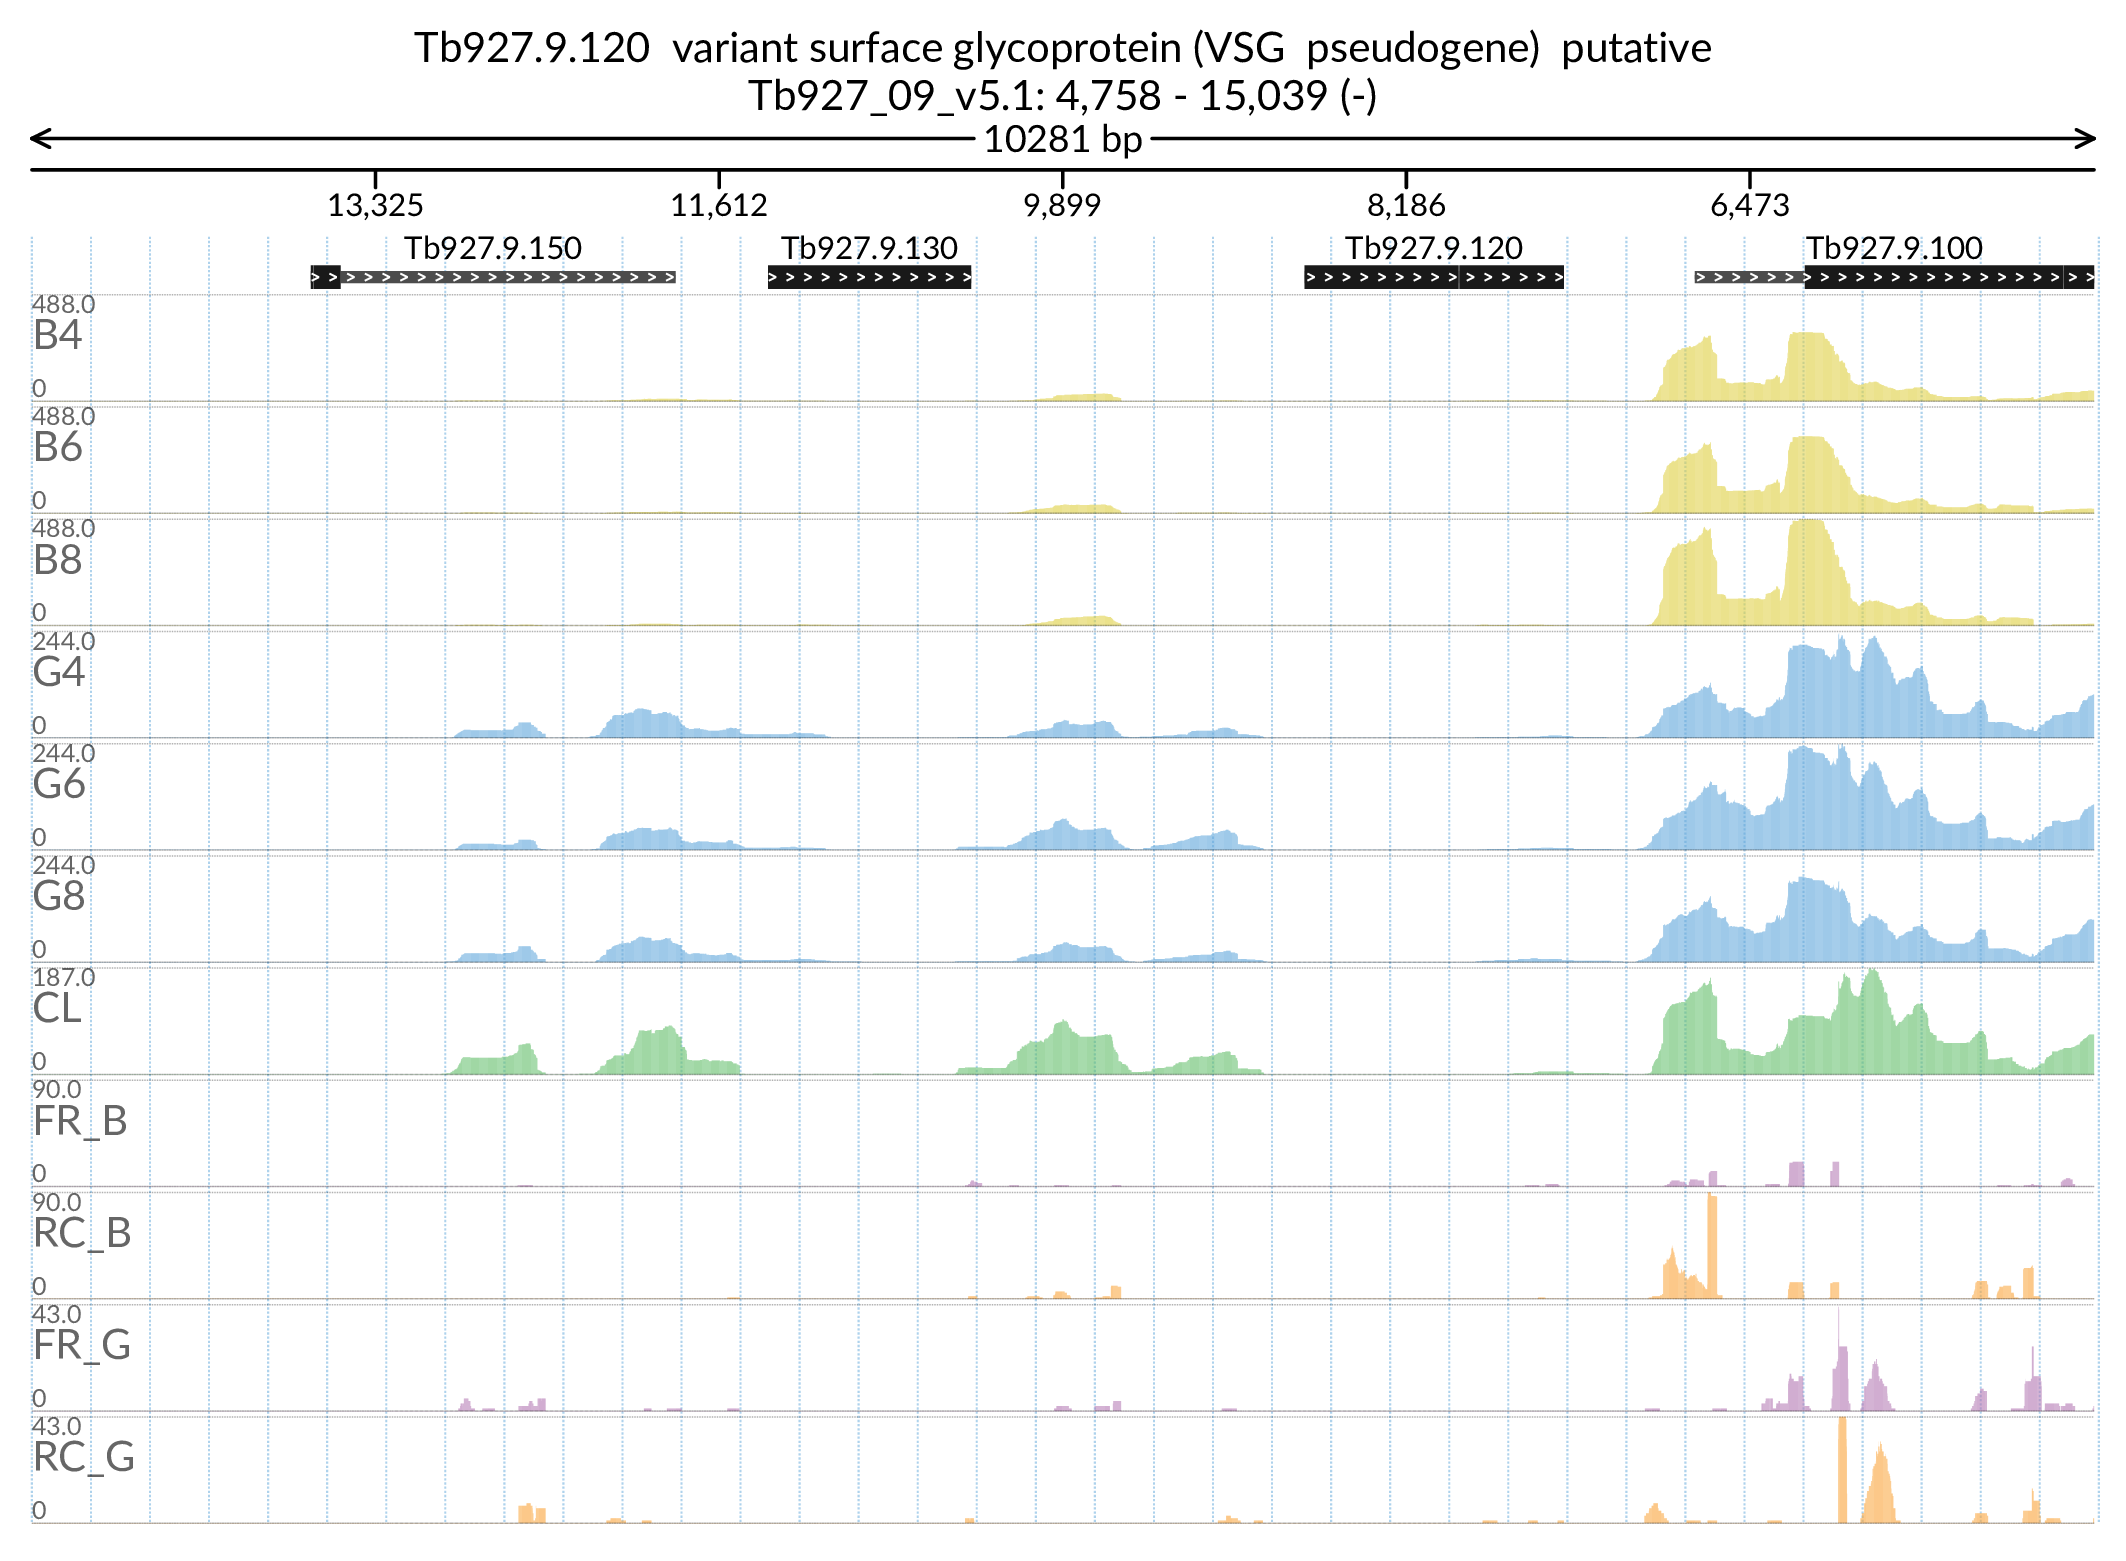 Tb927.9.120  variant surface glycoprotein (VSG  pseudogene)  putative
Tb927_09_v5.1: 4,758 - 15,039 (-)
10281 bp
13,325 11,612 9,899 8,186 6,473
Tb927.9.150 Tb927.9.130 Tb927.9.120 Tb927.9.100
488.0
B4
0
488.0
B6
0
488.0
B8
0
244.0
G4
0
244.0
G6
0
244.0
G8
0
187.0
CL
0
90.0
FR_B
0
90.0
RC_B
0
43.0
FR_G
0
43.0
RC_G
0